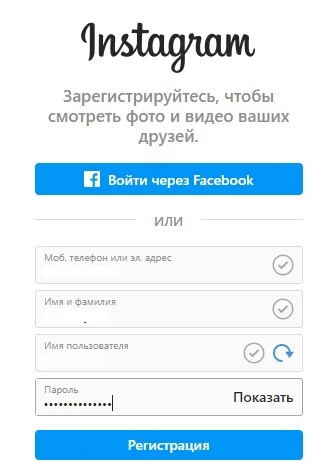 Instagram
Зарегистрируйтесь, чтобы
смотреть фото и видео ваших
друзей.
Войти через Facebook
ИЛИ
Моб. телефон или эл. адрес
Имя и фамилия
Имя пользователя
Пароль
••••••••••••••
Показать
Регистрация